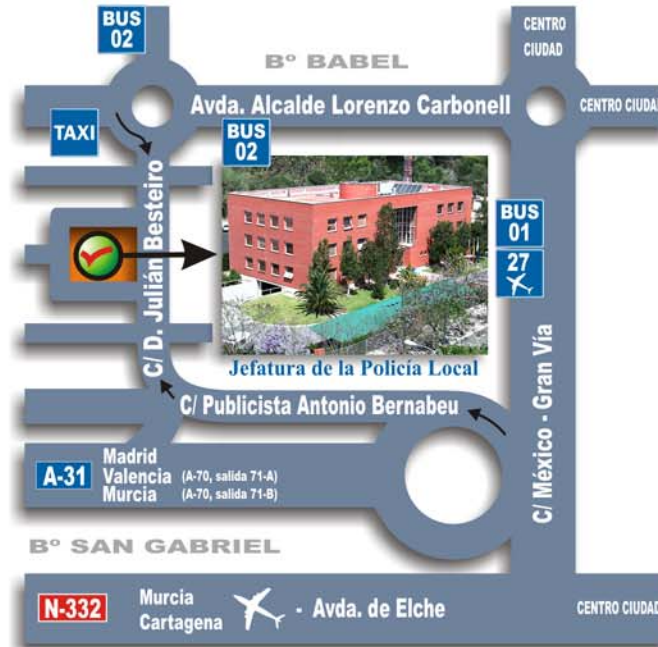 BUS
02
CENTRO
CIUDAD
Bº BABEL
Avda. Alcalde Lorenzo Carbonell
CENTRO CIUDAD
TAXI
BUS
02
C/ D. Julián Besteiro
BUS
01
27
Jefatura de la Policía Local
C/ Publicista Antonio Bernabeu
C/ México - Gran Vía
A-31
Madrid
Valencia (A-70, salida 71-A)
Murcia (A-70, salida 71-B)
Bº SAN GABRIEL
N-332
Murcia
Cartagena
- Avda. de Elche
CENTRO CIUDAD